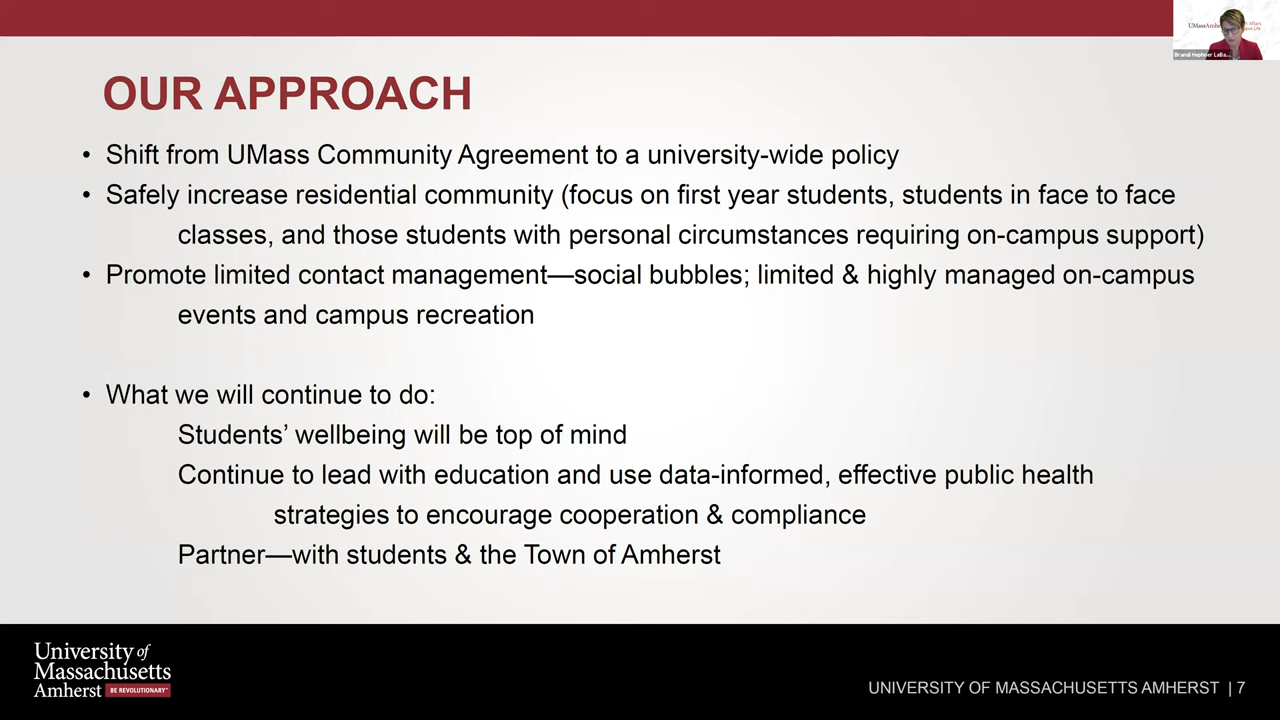 OUR APPROACH
• Shift from UMass Community Agreement to a university-wide policy
• Safely increase residential community (focus on first year students, students in face to face
classes, and those students with personal circumstances requiring on-campus support)
• Promote limited contact management—social bubbles; limited & highly managed on-campus
events and campus recreation
• What we will continue to do:
Students’ wellbeing will be top of mind
Continue to lead with education and use data-informed, effective public health
strategies to encourage cooperation & compliance
Partner—with students & the Town of Amherst
University of
Massachusetts
Amherst BE REVOLUTIONARY™
UNIVERSITY OF MASSACHUSETTS AMHERST | 7
Brandi Hephner LaBa...